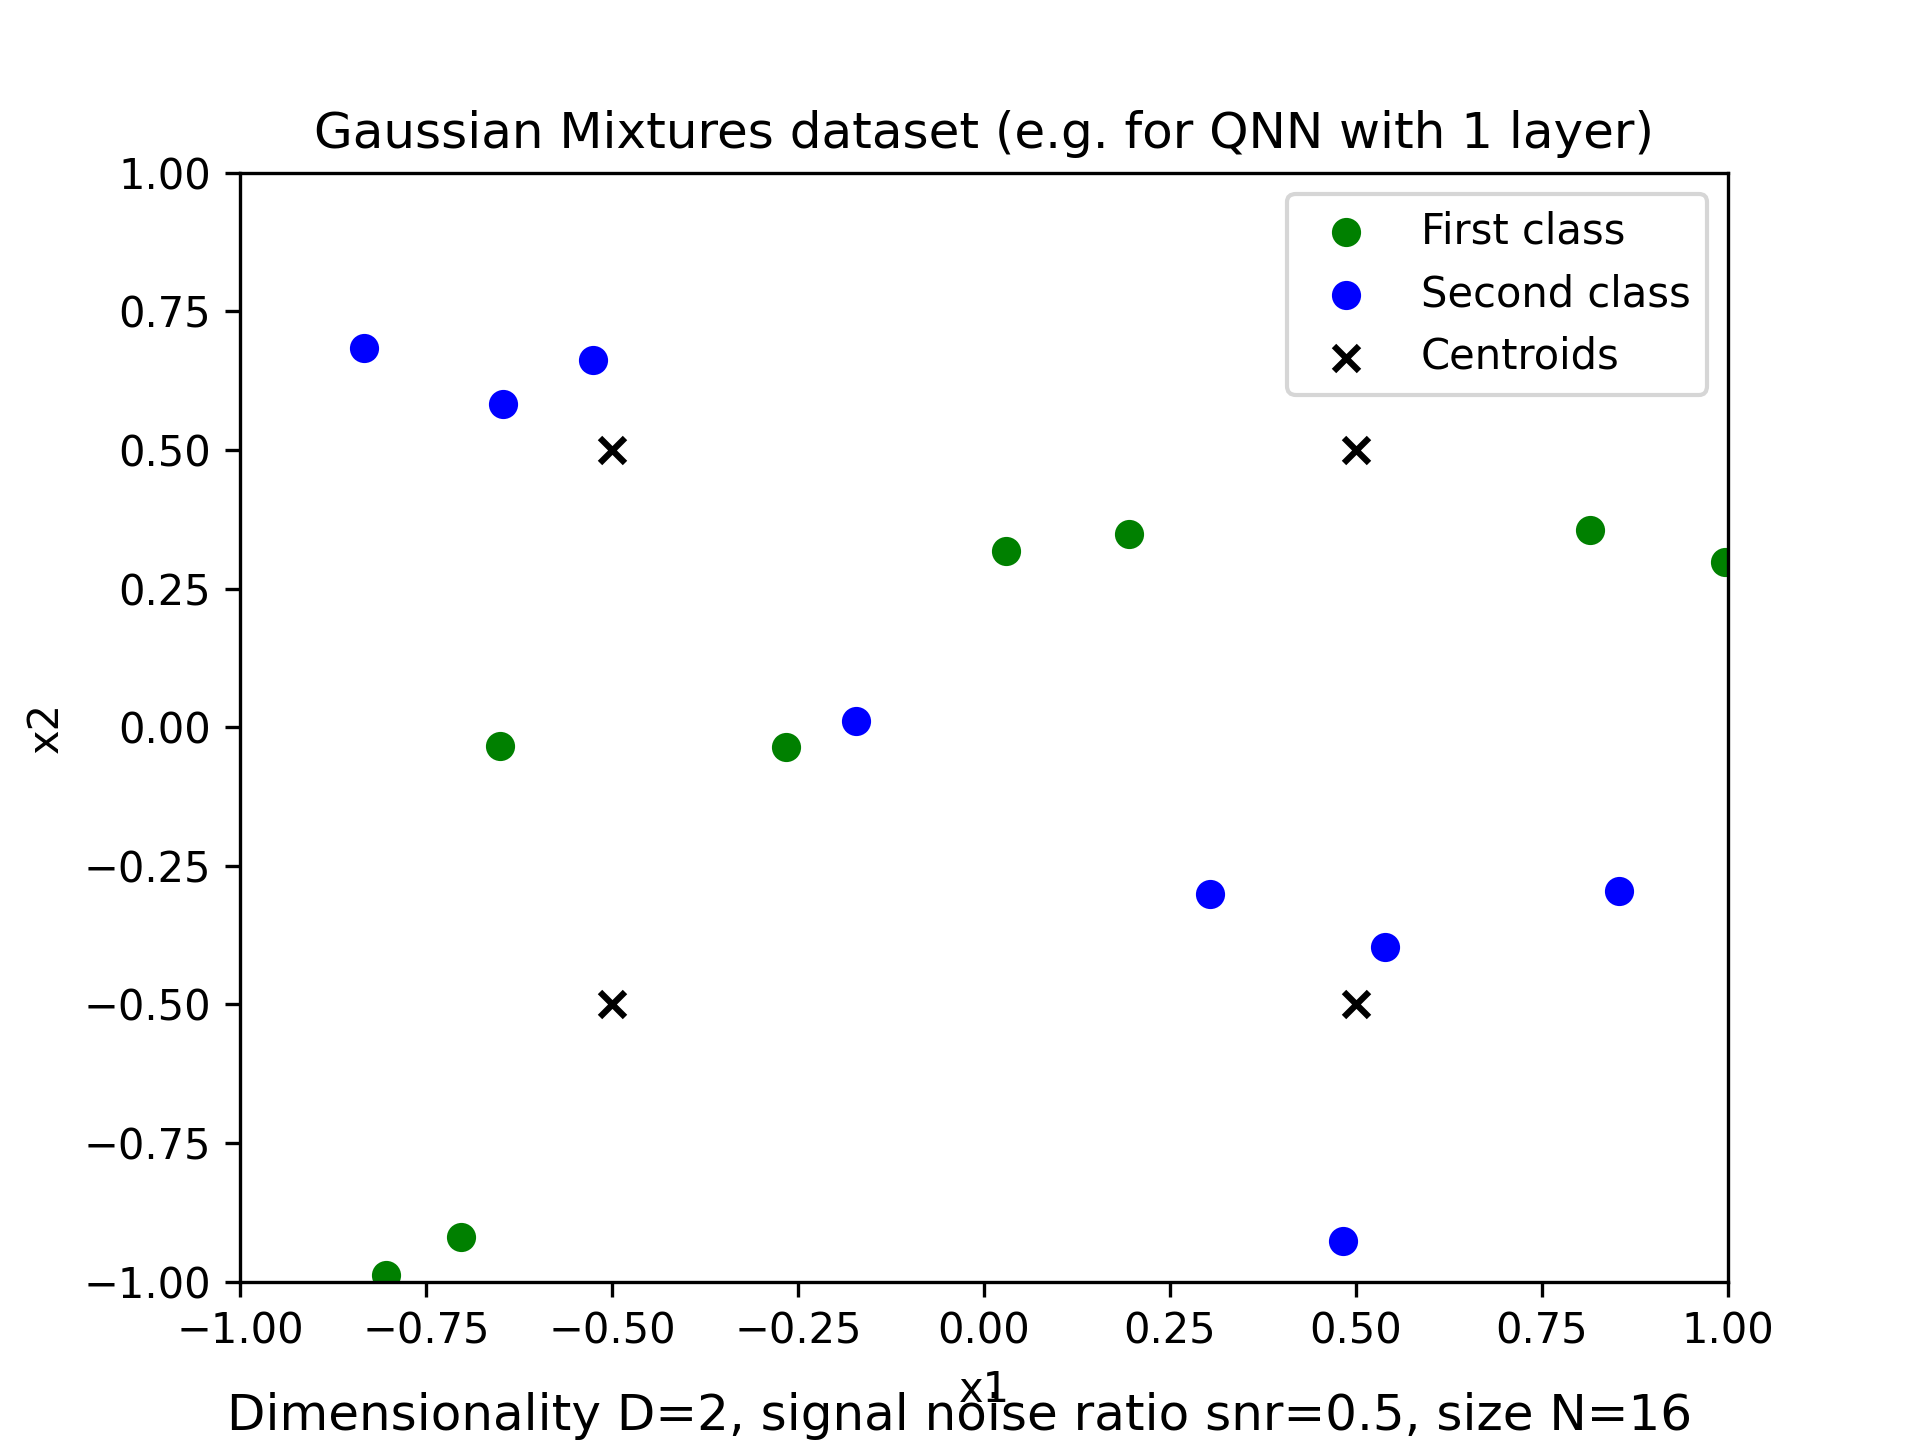 Gaussian Mixtures dataset (e.g. for QNN with 1 layer)
1.00
0.75
0.50
0.25
0.00
−0.25
−0.50
−0.75
−1.00
x2
First class
Second class
Centroids
−1.00 −0.75 −0.50 −0.25 0.00 0.25 0.50 0.75 1.00
x1
Dimensionality D=2, signal noise ratio snr=0.5, size N=16